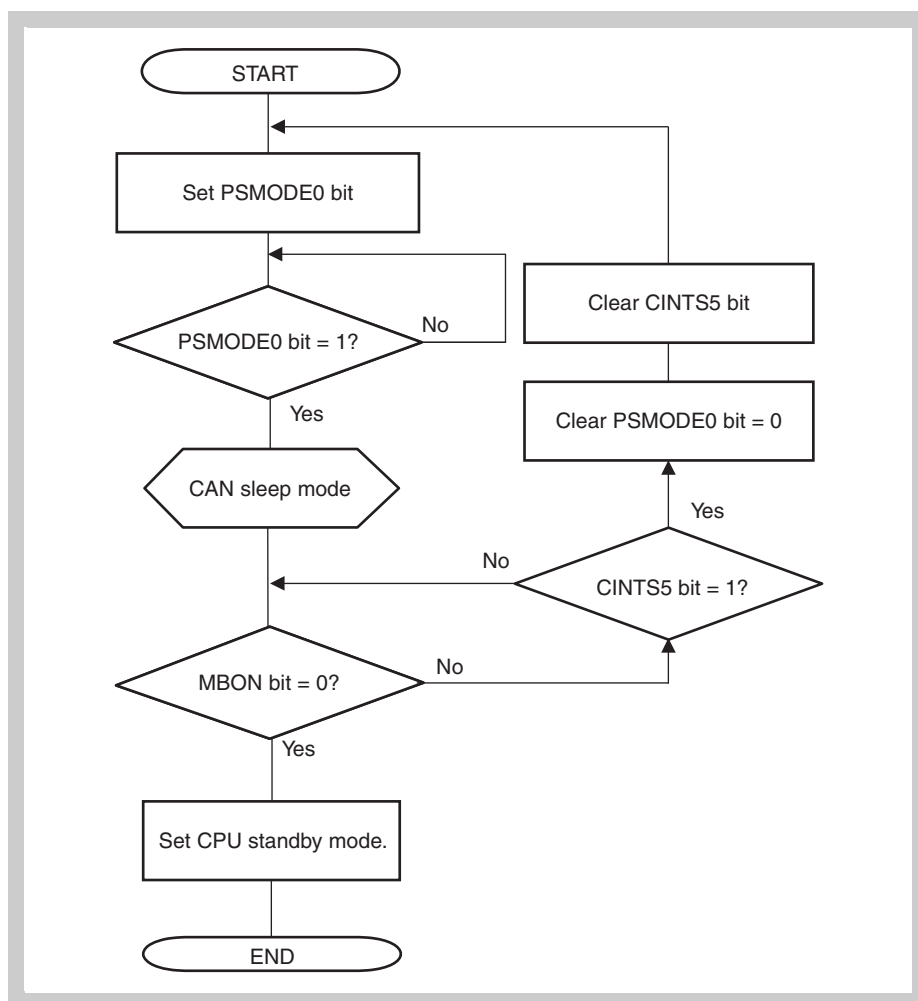 START
Set PSMODE0 bit
PSMODE0 bit = 1?
No
Yes
CAN sleep mode
MBON bit = 0?
No
Yes
Set CPU standby mode.
END
CINTS5 bit = 1?
No
Yes
Clear PSMODE0 bit = 0
Clear CINTS5 bit